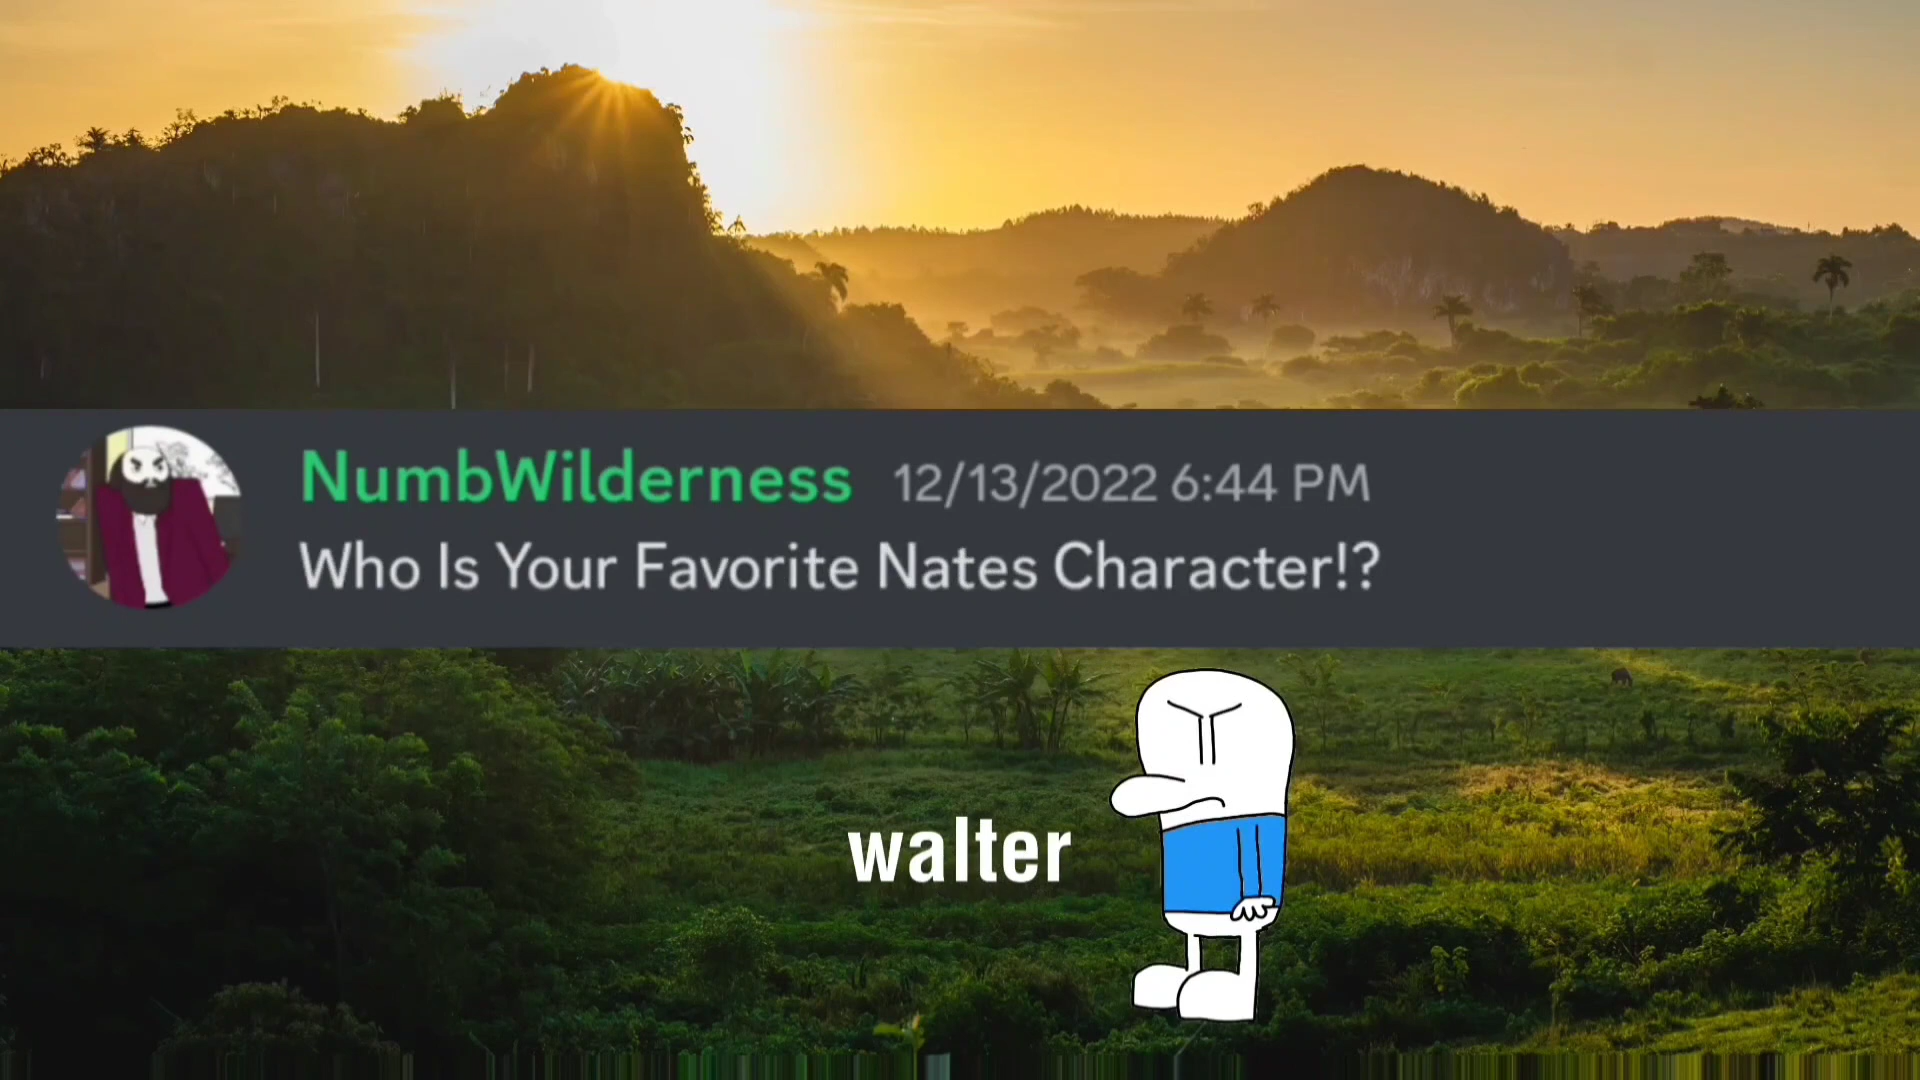 NumbWilderness 12/13/2022 6:44 PM
Who Is Your Favorite Nates Character!?
walter